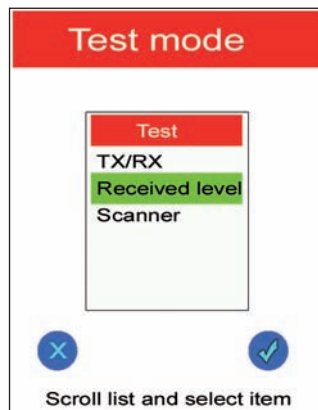 Test mode
Test
TX/RX
Received level
Scanner
Scroll list and select item